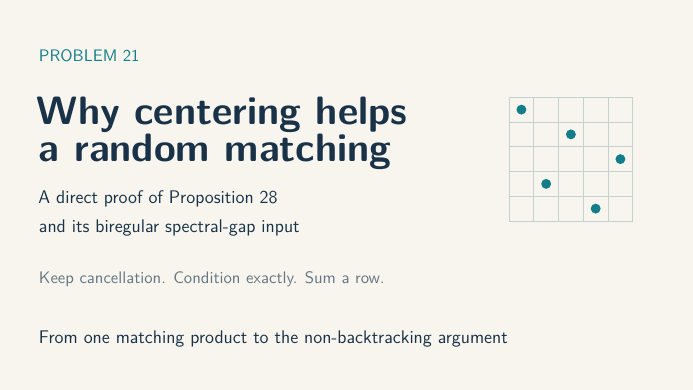 PROBLEM 21
Why centering helps
a random matching
A direct proof of Proposition 28
and its biregular spectral-gap input
Keep cancellation. Condition exactly. Sum a row.
From one matching product to the non-backtracking argument